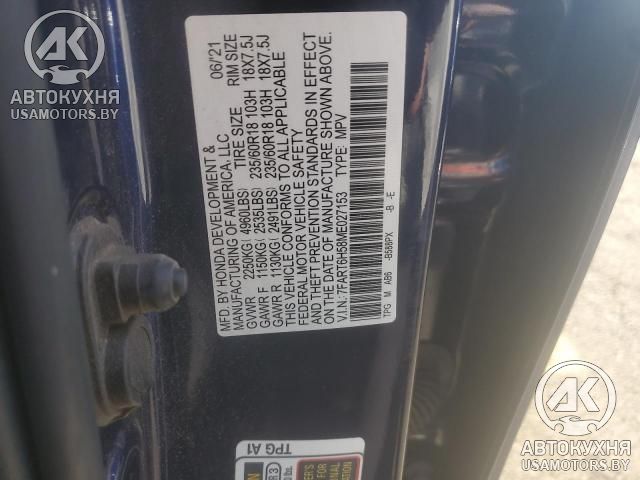 AK
АВТОКУХНЯ
USAMOTORS.BY
MFD. BY HONDA DEVELOPMENT & 06/21
MANUFACTURING OF AMERICA, LLC TIRE SIZE RIM SIZE
GVWR 2250KG( 4960LBS) 235/60R18 103H 18X7.5J
GAWR F 1150KG( 2535LBS) 235/60R18 103H 18X7.5J
GAWR R 1130KG( 2491LBS)
THIS VEHICLE CONFORMS TO ALL APPLICABLE
FEDERAL MOTOR VEHICLE SAFETY
AND THEFT PREVENTION STANDARDS IN EFFECT
ON THE DATE OF MANUFACTURE SHOWN ABOVE.
V.I.N.: 7FART6H58ME027153 TYPE: MPV
TPG M AB6 -B588PX -B -E
TPG A1
AK
АВТОКУХНЯ
USAMOTORS.BY